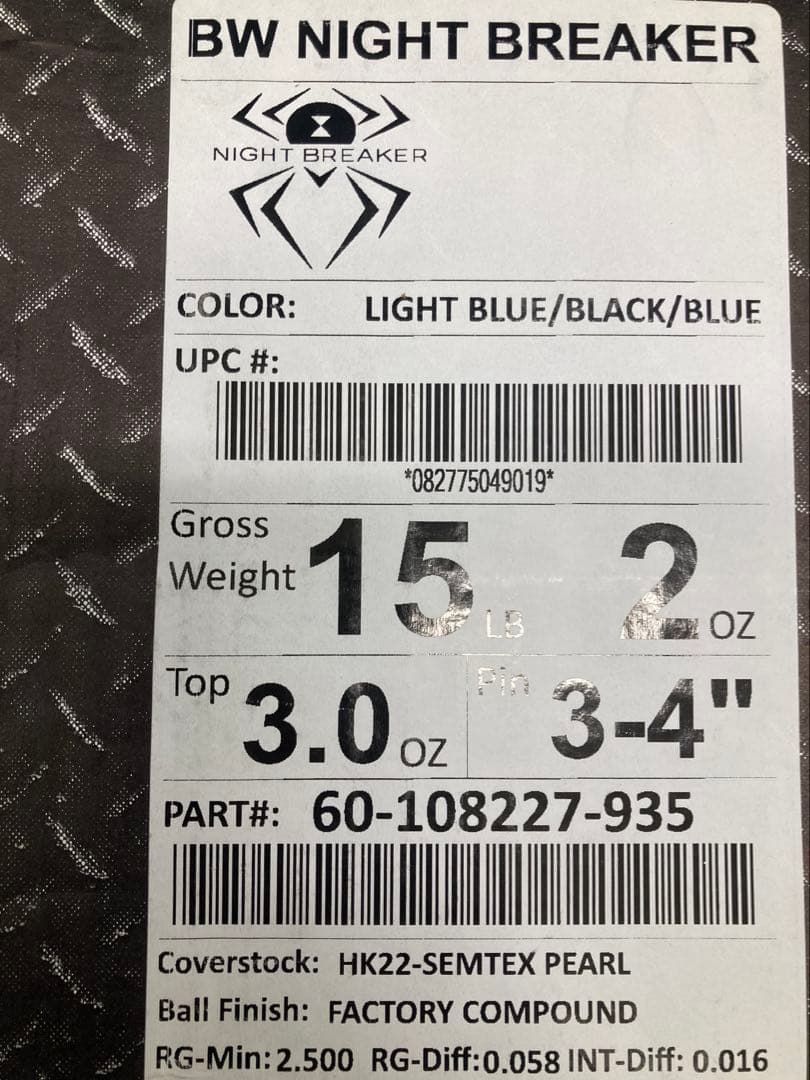 BW NIGHT BREAKER
NIGHT BREAKER
COLOR: LIGHT BLUE/BLACK/BLUE
UPC #:
*082775049019*
Gross Weight 15 LB 2 OZ
Top 3.0 OZ Pin 3-4"
PART#: 60-108227-935
Coverstock: HK22-SEMTEX PEARL
Ball Finish: FACTORY COMPOUND
RG-Min: 2.500 RG-Diff: 0.058 INT-Diff: 0.016